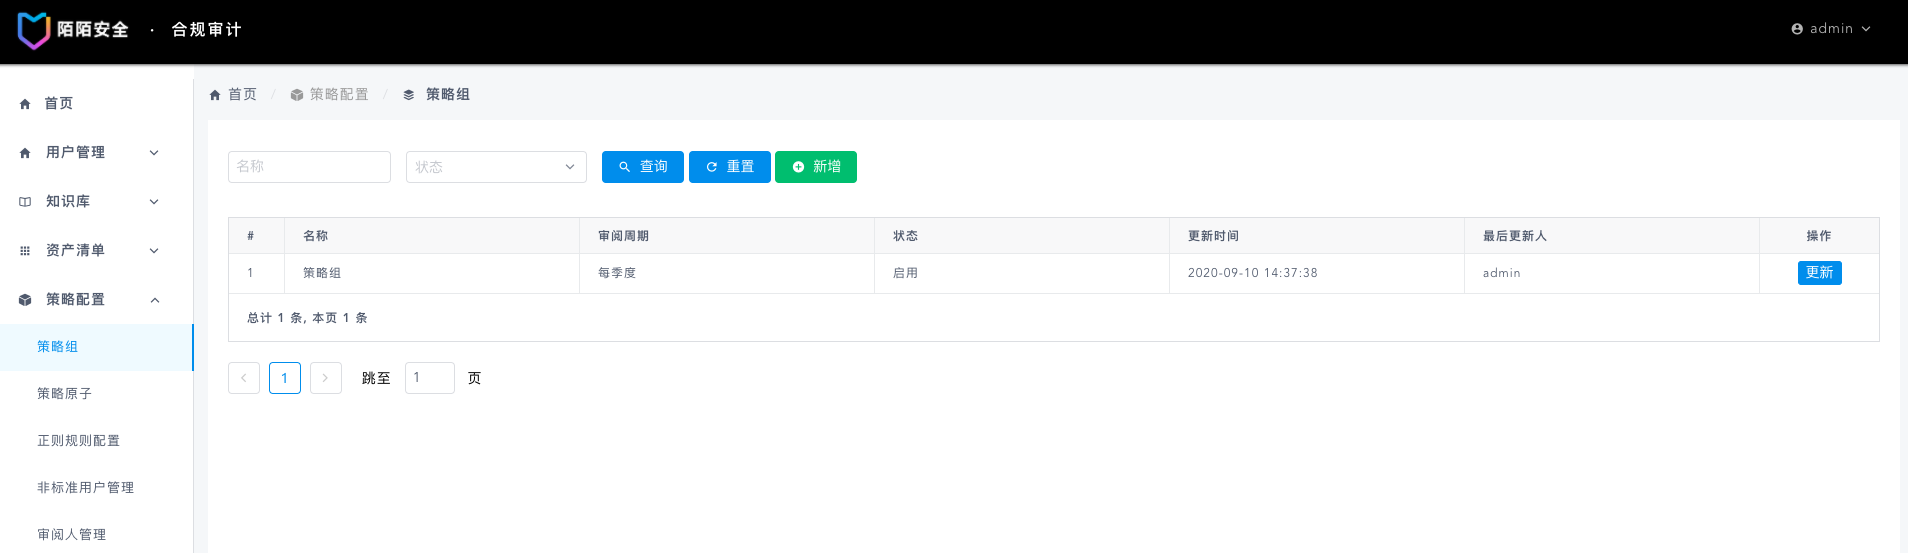 陌陌安全 · 合规审计
admin
首页
用户管理
知识库
资产清单
策略配置
策略组
策略原子
正则规则配置
非标准用户管理
审阅人管理
首页 / 策略配置 / 策略组
名称 状态 查询 重置 新增
# 名称 审阅周期 状态 更新时间 最后更新人 操作
1 策略组 每季度 启用 2020-09-10 14:37:38 admin 更新
总计 1 条, 本页 1 条
1 跳至 1 页